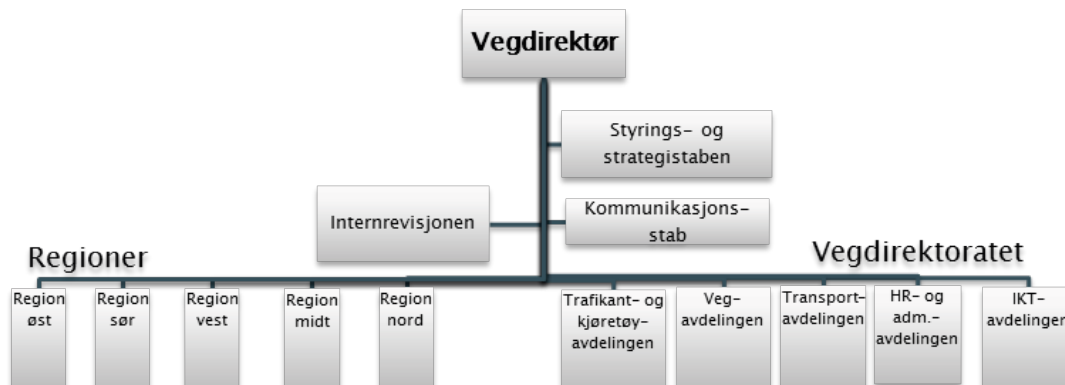 Vegdirektør
Styrings- og
strategistaben
Internrevisjonen
Kommunikasjons-
stab
Regioner
Vegdirektoratet
Region
øst
Region
sør
Region
vest
Region
midt
Region
nord
Trafikant- og
kjøretøy-
avdelingen
Veg-
avdelingen
Transport-
avdelingen
HR- og
adm.-
avdelingen
IKT-
avdelingen